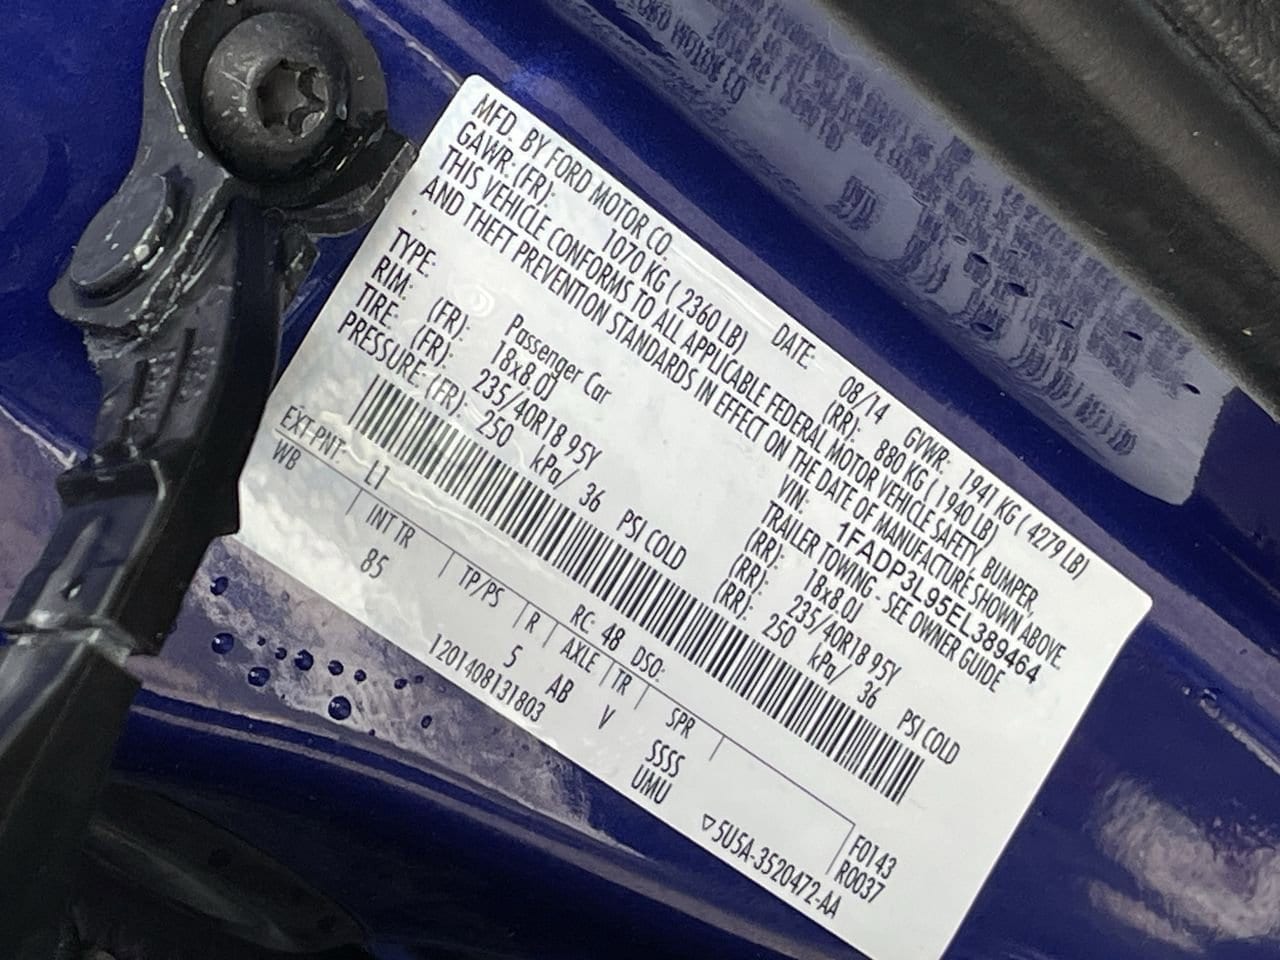 MFD. BY FORD MOTOR CO.
DATE: 08/14 GVWR: 1941 KG ( 4279 LB)
GAWR: (FR): 1070 KG ( 2360 LB) (RR): 880 KG ( 1940 LB)
THIS VEHICLE CONFORMS TO ALL APPLICABLE FEDERAL MOTOR VEHICLE SAFETY, BUMPER,
AND THEFT PREVENTION STANDARDS IN EFFECT ON THE DATE OF MANUFACTURE SHOWN ABOVE.
VIN: 1FADP3L95EL389464
TYPE: Passenger Car TRAILER TOWING - SEE OWNER GUIDE
RIM: (FR): 18x8.0J (RR): 18x8.0J
TIRE: (FR): 235/40R18 95Y (RR): 235/40R18 95Y
PRESSURE: (FR): 250 kPa/ 36 PSI COLD (RR): 250 kPa/ 36 PSI COLD
EXT-PNT: L1 RC: 48 DSO:
WB INT TR TP/PS R AXLE TR SPR F0143
85 5 AB V SSSS R0037
1201408131803 UMU
▽5U5A-3520472-AA